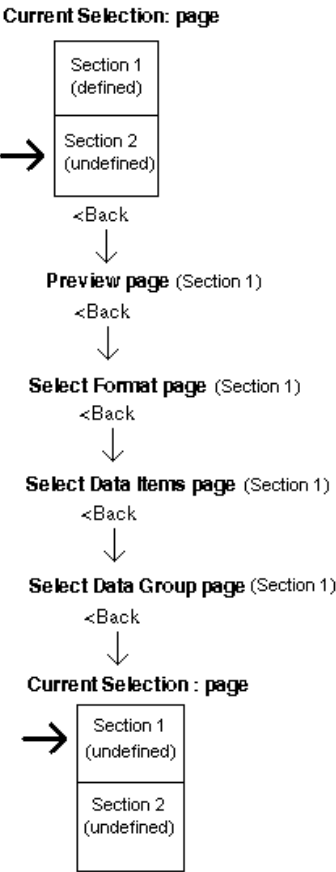 Current Selection: page
Section 1
(defined)
Section 2
(undefined)
<Back
Preview page (Section 1)
<Back
Select Format page (Section 1)
<Back
Select Data Items page (Section 1)
<Back
Select Data Group page (Section 1)
<Back
Current Selection : page
Section 1
(undefined)
Section 2
(undefined)